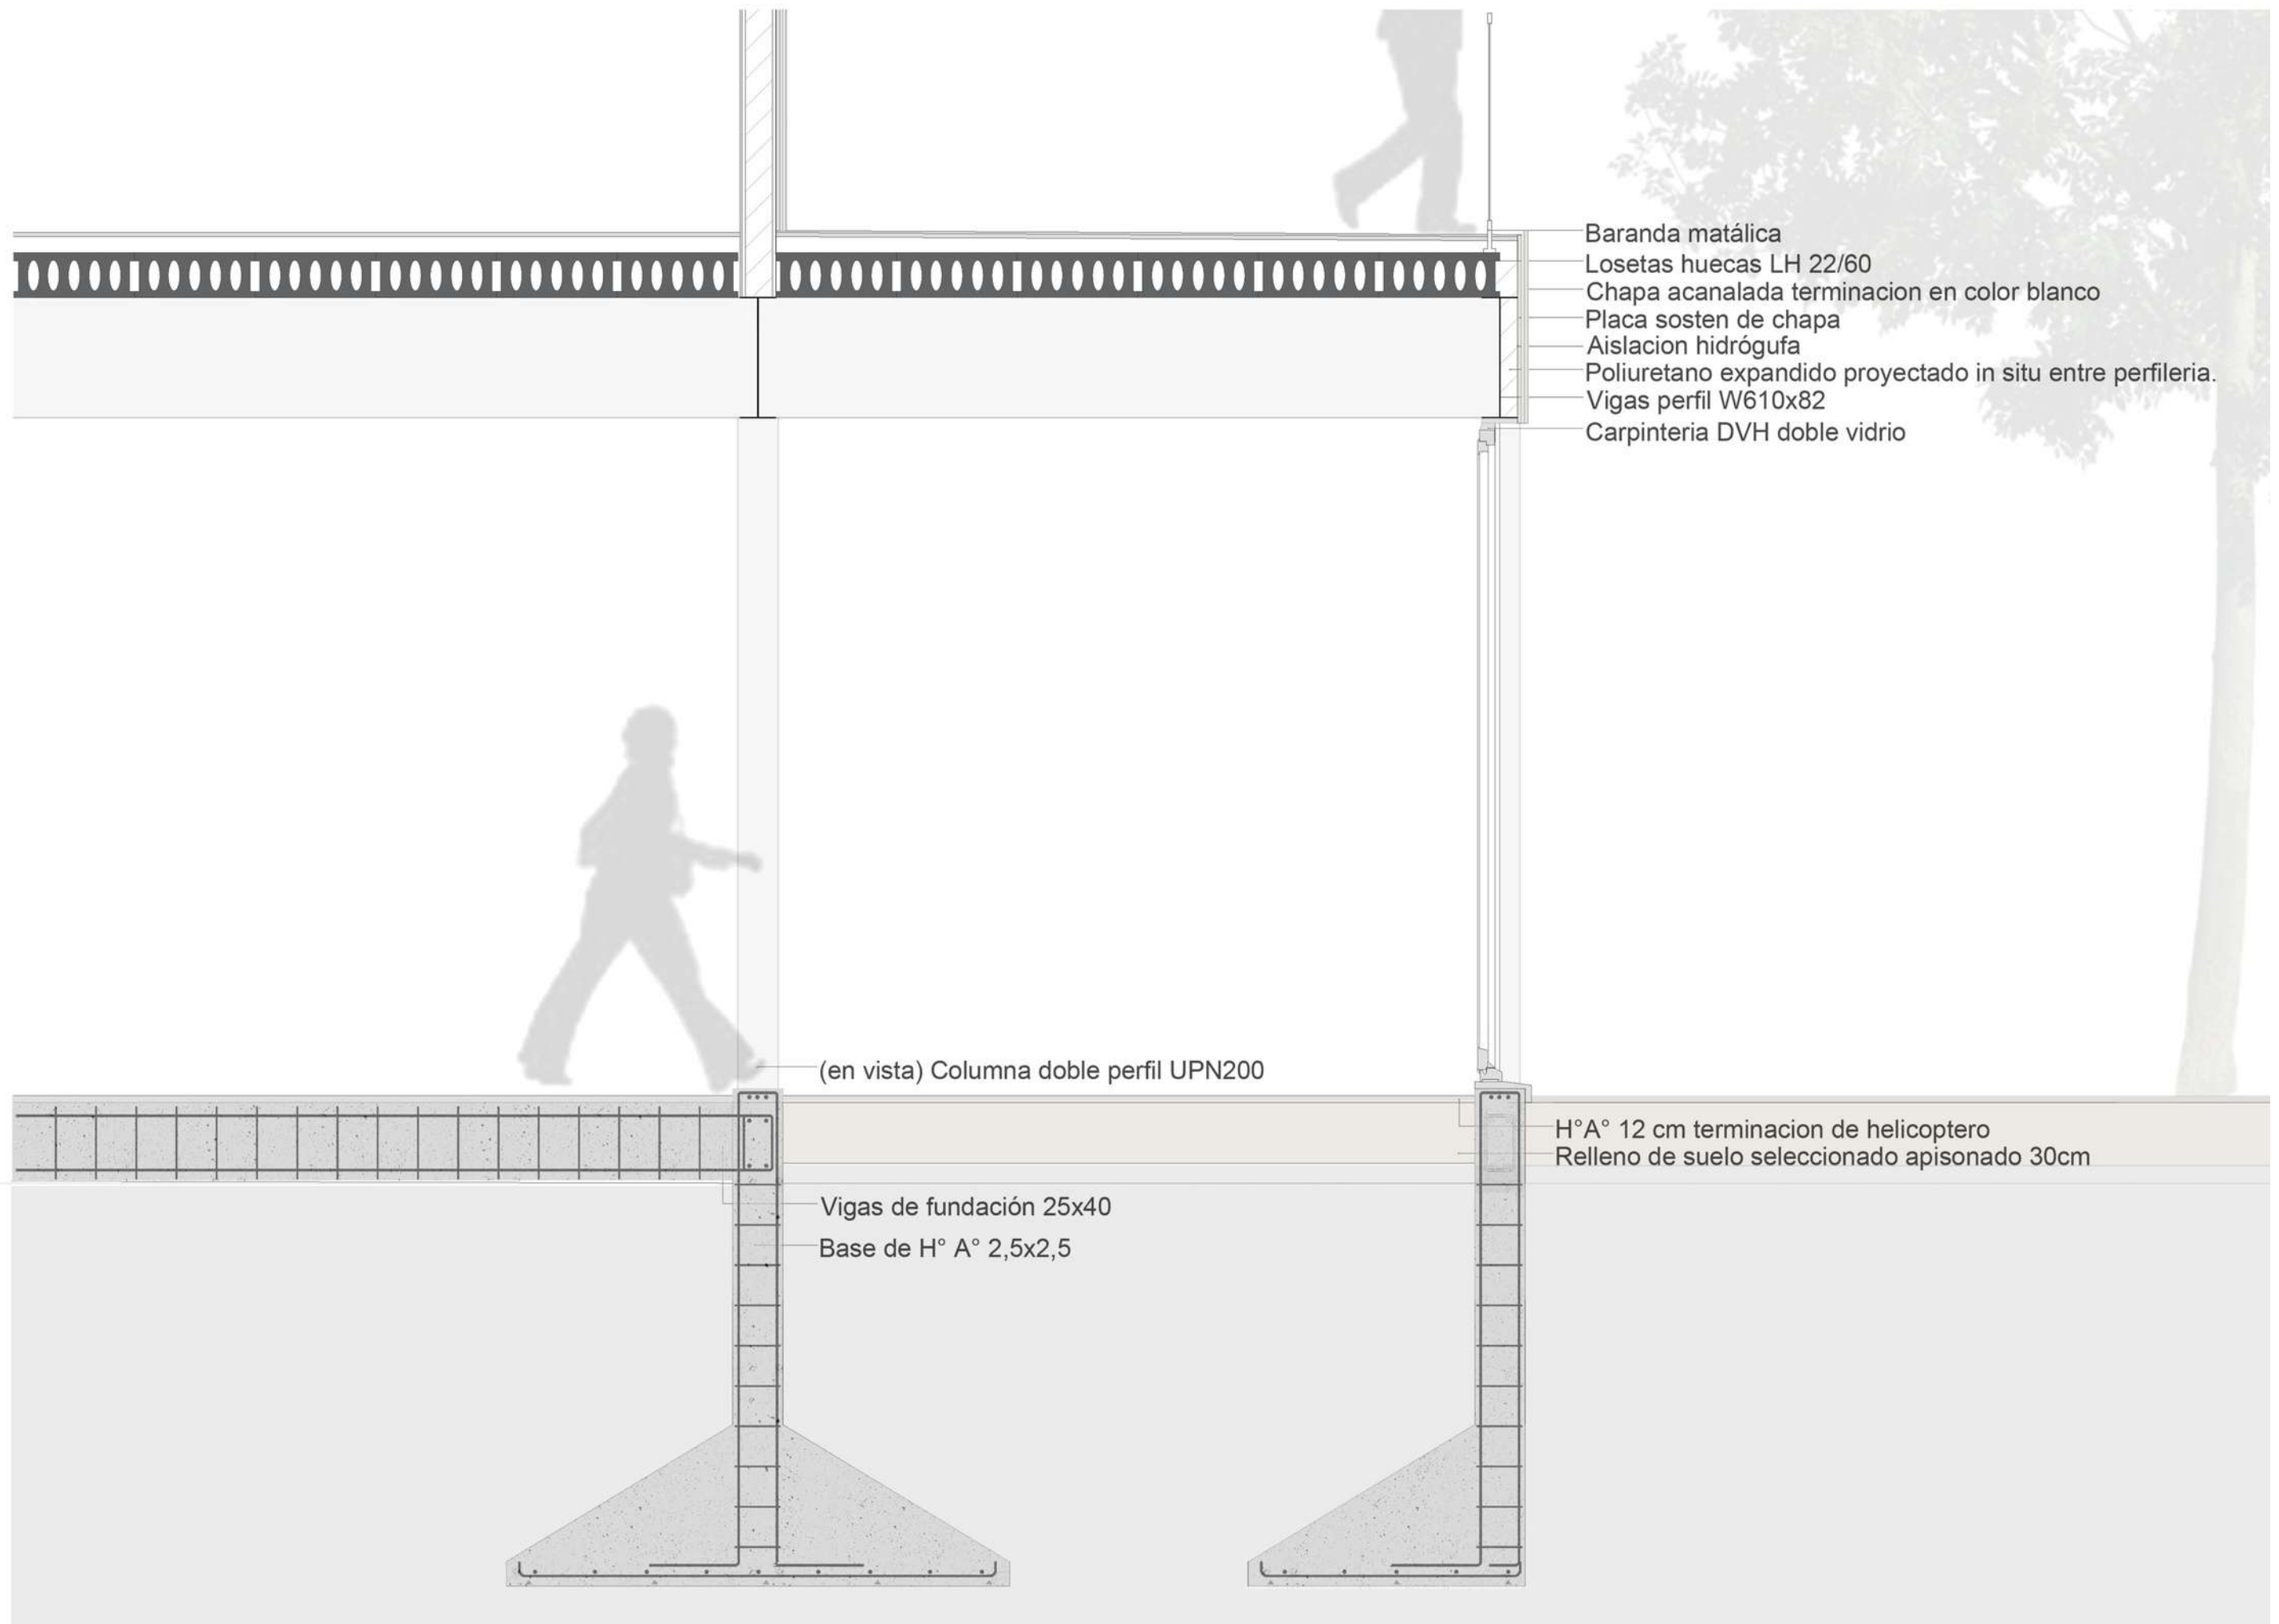 Baranda matálica
Losetas huecas LH 22/60
Chapa acanalada terminacion en color blanco
Placa sosten de chapa
Aislacion hidrógufa
Poliuretano expandido proyectado in situ entre perfileria.
Vigas perfil W610x82
Carpinteria DVH doble vidrio
(en vista) Columna doble perfil UPN200
H°A° 12 cm terminacion de helicoptero
Relleno de suelo seleccionado apisonado 30cm
Vigas de fundación 25x40
Base de H° A° 2,5x2,5